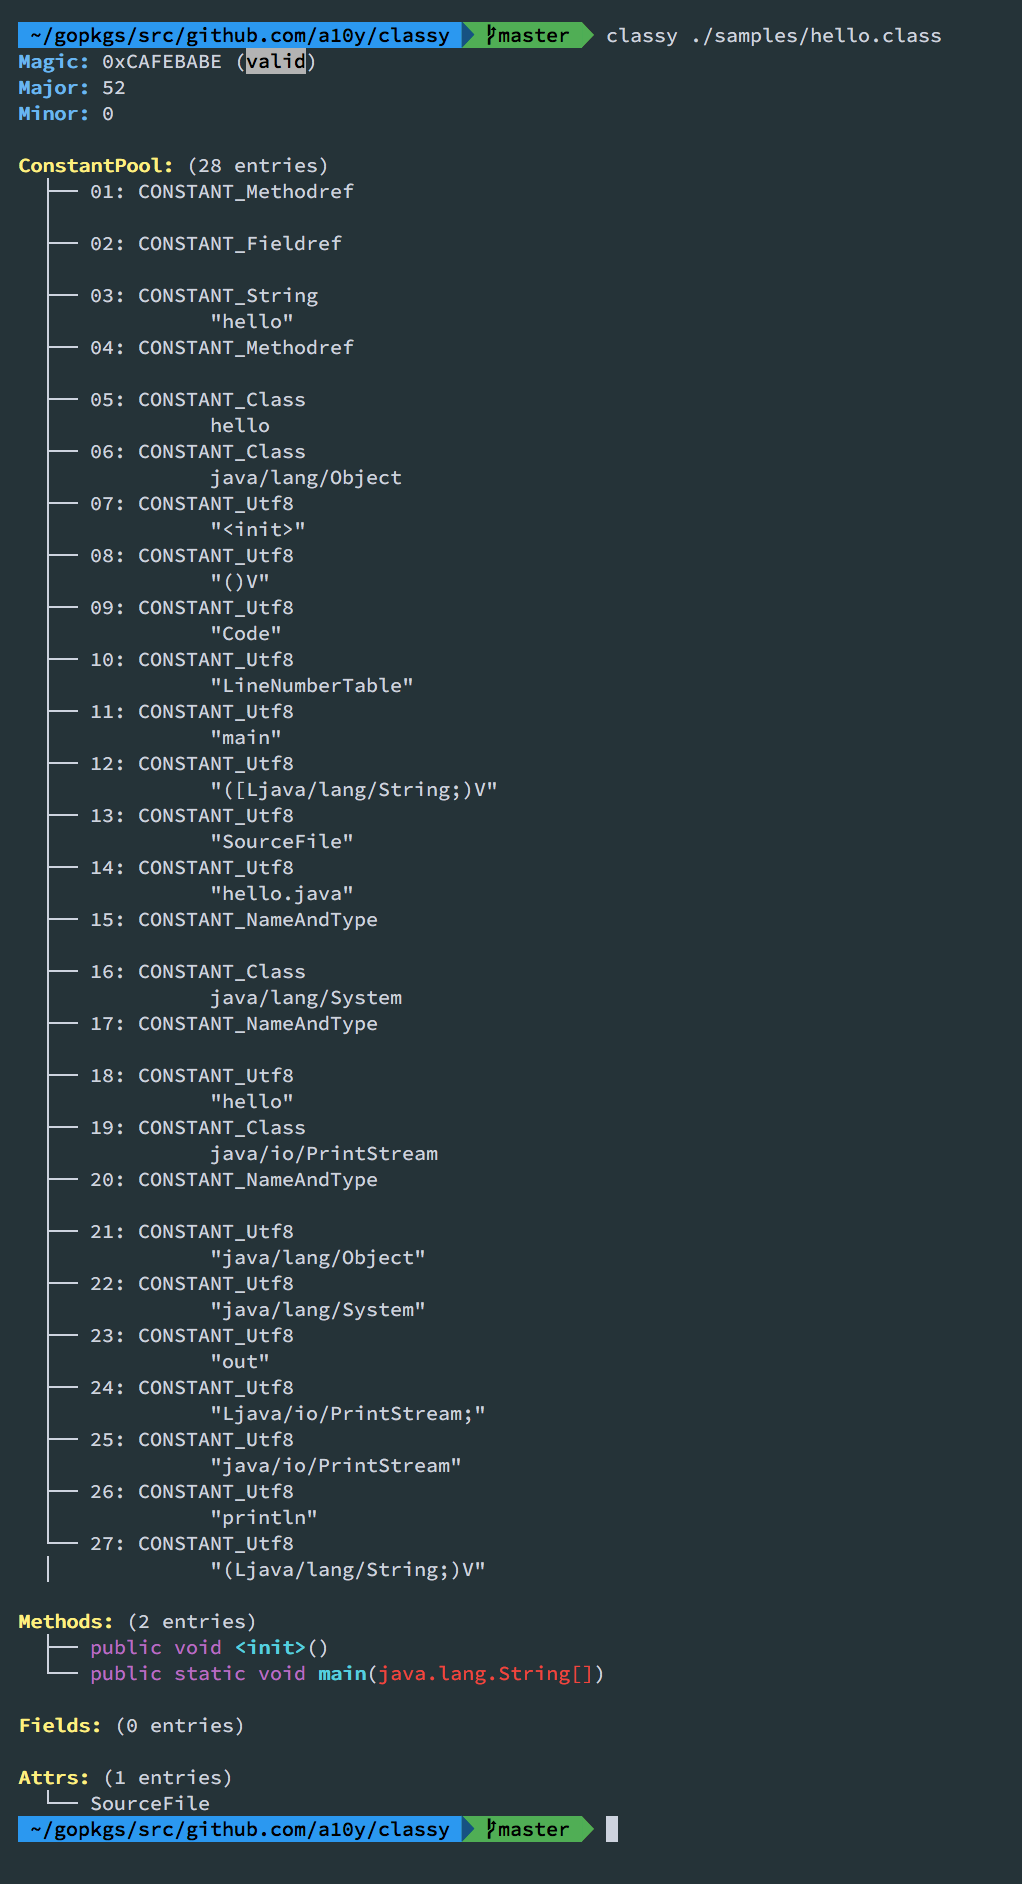 ~/gopkgs/src/github.com/a10y/classy master classy ./samples/hello.class
Magic: 0xCAFEBABE (valid)
Major: 52
Minor: 0
ConstantPool: (28 entries)
01: CONSTANT_Methodref
02: CONSTANT_Fieldref
03: CONSTANT_String
"hello"
04: CONSTANT_Methodref
05: CONSTANT_Class
hello
06: CONSTANT_Class
java/lang/Object
07: CONSTANT_Utf8
"<init>"
08: CONSTANT_Utf8
"()V"
09: CONSTANT_Utf8
"Code"
10: CONSTANT_Utf8
"LineNumberTable"
11: CONSTANT_Utf8
"main"
12: CONSTANT_Utf8
"([Ljava/lang/String;)V"
13: CONSTANT_Utf8
"SourceFile"
14: CONSTANT_Utf8
"hello.java"
15: CONSTANT_NameAndType
16: CONSTANT_Class
java/lang/System
17: CONSTANT_NameAndType
18: CONSTANT_Utf8
"hello"
19: CONSTANT_Class
java/io/PrintStream
20: CONSTANT_NameAndType
21: CONSTANT_Utf8
"java/lang/Object"
22: CONSTANT_Utf8
"java/lang/System"
23: CONSTANT_Utf8
"out"
24: CONSTANT_Utf8
"Ljava/io/PrintStream;"
25: CONSTANT_Utf8
"java/io/PrintStream"
26: CONSTANT_Utf8
"println"
27: CONSTANT_Utf8
"(Ljava/lang/String;)V"
Methods: (2 entries)
public void <init>()
public static void main(java.lang.String[])
Fields: (0 entries)
Attrs: (1 entries)
SourceFile
~/gopkgs/src/github.com/a10y/classy master